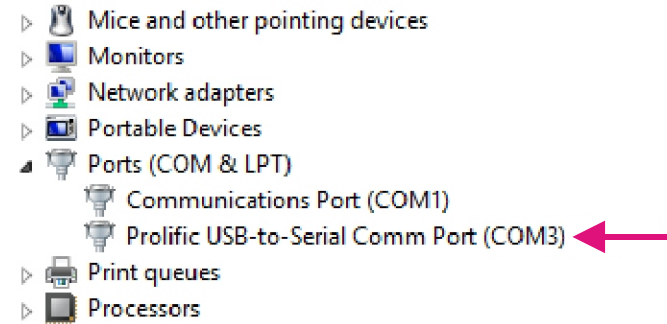 Mice and other pointing devices
Monitors
Network adapters
Portable Devices
Ports (COM & LPT)
Communications Port (COM1)
Prolific USB-to-Serial Comm Port (COM3)
Print queues
Processors